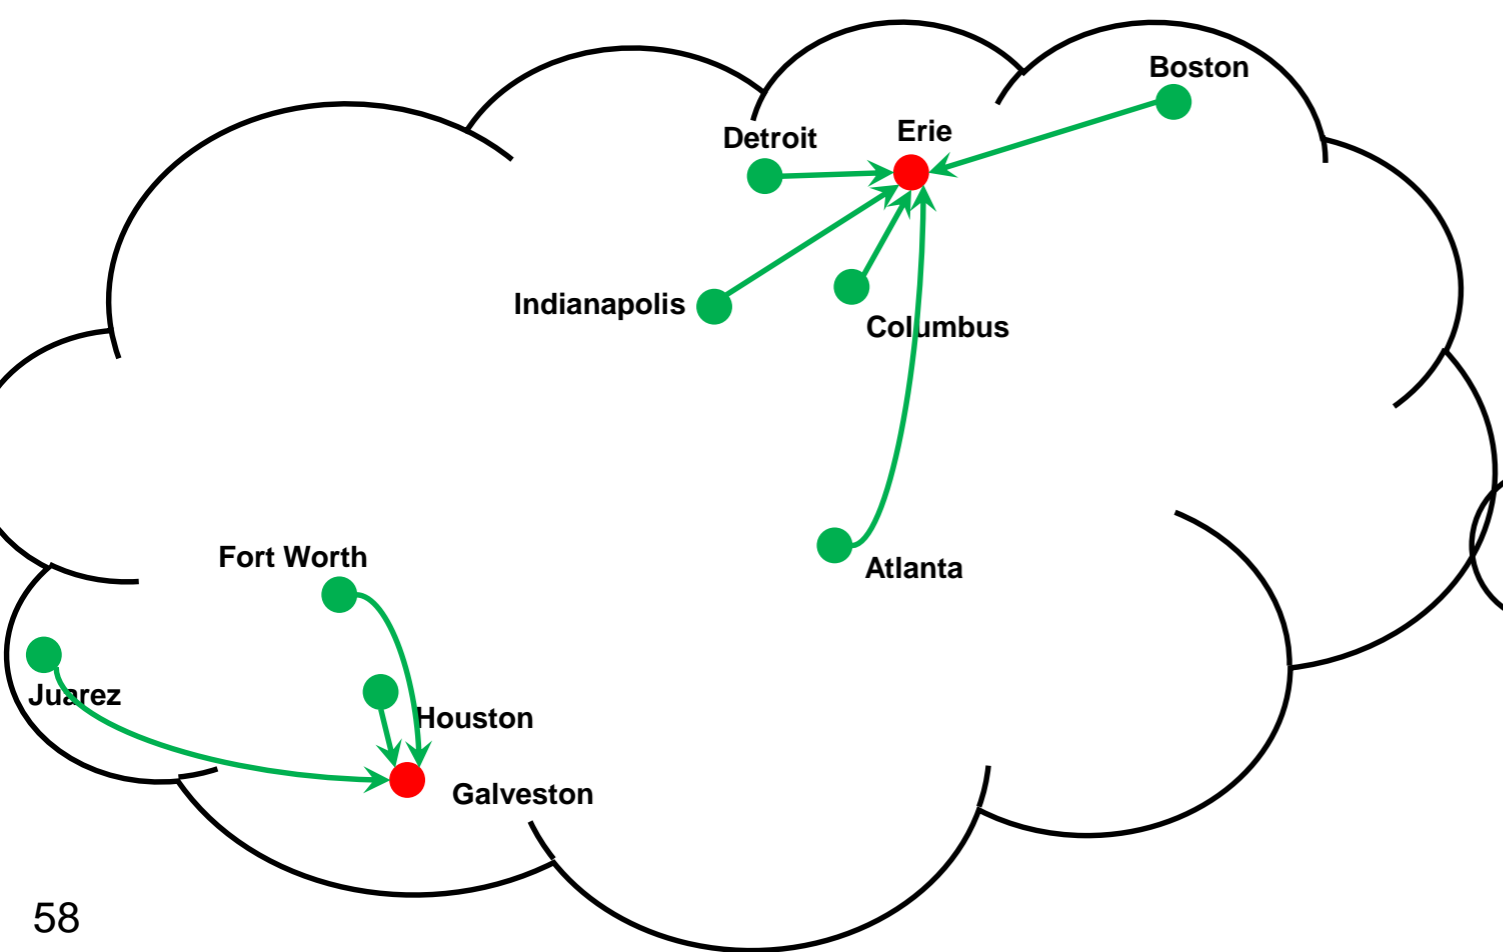 Boston
Erie
Detroit
Indianapolis
Columbus
Fort Worth
Atlanta
Juarez
Houston
Galveston
58